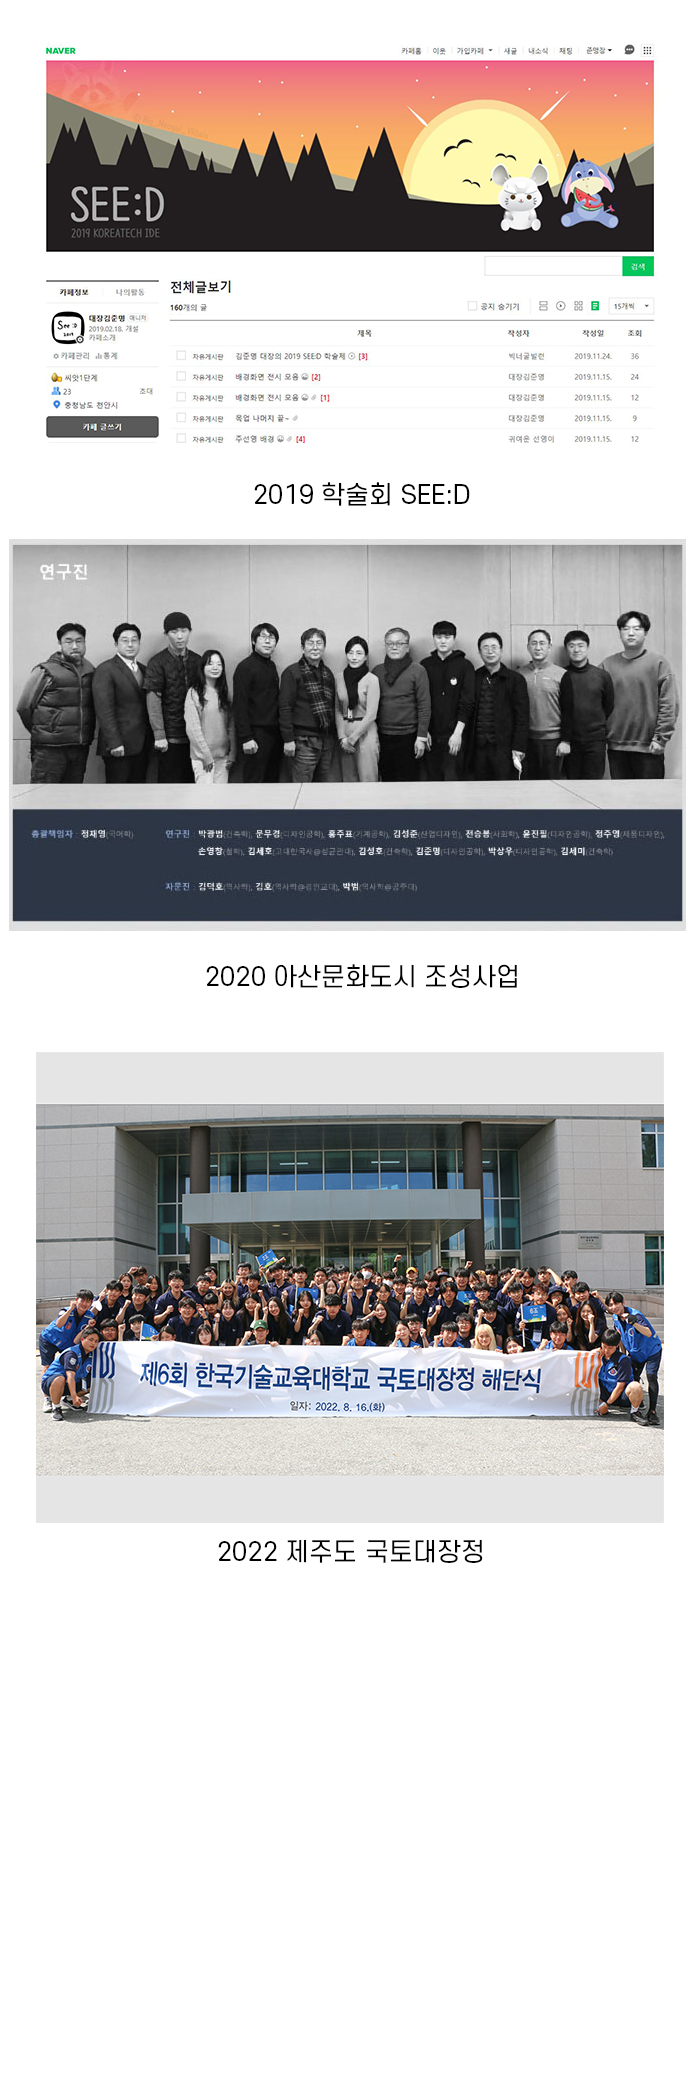 NAVER
카페홈 이웃 가입카페 새글 내소식 채팅 준명장
SEE:D
2019 KOREATECH IDE
검색
카페정보 나의활동
전체글보기
160개의 글
공지 숨기기 15개씩
제목 작성자 작성일 조회
See:D
2019
대장김준명 매니저
2019.02.18. 개설
카페소개
카페관리 통계
씨앗1단계
23 초대
충청남도 천안시
카페 글쓰기
자유게시판 김준명 대장의 2019 SEE:D 학술제 [3] 빅너굴빌런 2019.11.24. 36
자유게시판 배경화면 전시 모음 [2] 대장김준명 2019.11.15. 24
자유게시판 배경화면 전시 모음 [1] 대장김준명 2019.11.15. 12
자유게시판 목업 나머지 끝~ 대장김준명 2019.11.15. 9
자유게시판 주선영 배경 [4] 귀여운 선영이 2019.11.15. 12
2019 학술회 SEE:D
연구진
총괄책임자 : 정재영(국어학)
연구진 : 박광범(건축학), 문무경(디자인공학), 홍주표(기계공학), 김성준(산업디자인), 전승봉(사회학), 윤진필(디자인공학), 정주영(제품디자인),
손영창(철학), 김세호(고대한국사@성균관대), 김성호(건축학), 김준명(디자인공학), 박상우(디자인공학), 김세미(건축학)
자문진 : 김덕호(역사학), 김호(역사학@경인교대), 박범(역사학@공주대)
2020 아산문화도시 조성사업
제6회 한국기술교육대학교 국토대장정 해단식
일자: 2022. 8. 16.(화)
2022 제주도 국토대장정